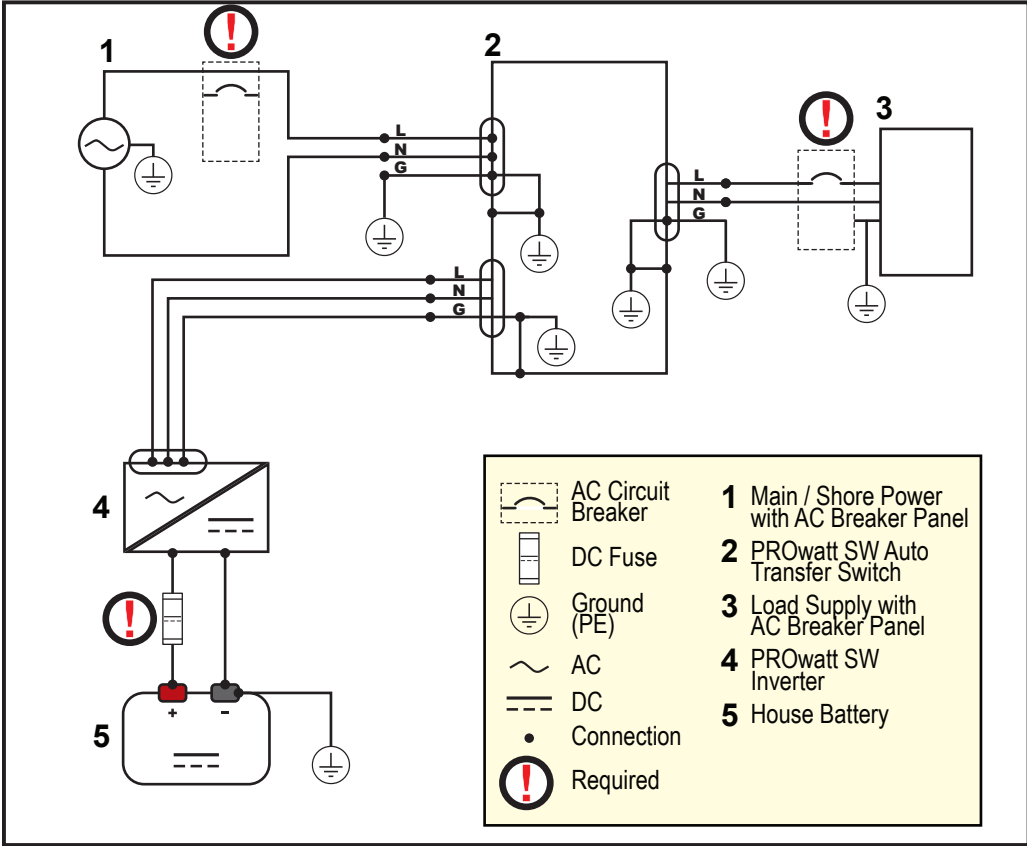 1
!
2
!
3
L
N
G
L
N
G
L
N
G
4
!
+ -
5
AC Circuit
Breaker
DC Fuse
Ground
(PE)
AC
DC
Connection
!
Required
1 Main / Shore Power
with AC Breaker Panel
2 PROwatt SW Auto
Transfer Switch
3 Load Supply with
AC Breaker Panel
4 PROwatt SW
Inverter
5 House Battery